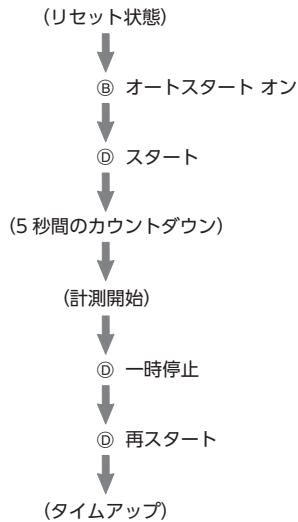 (リセット状態)
Ⓑ オートスタート オン
Ⓓ スタート
(5 秒間のカウントダウン)
(計測開始)
Ⓓ 一時停止
Ⓓ 再スタート
(タイムアップ)